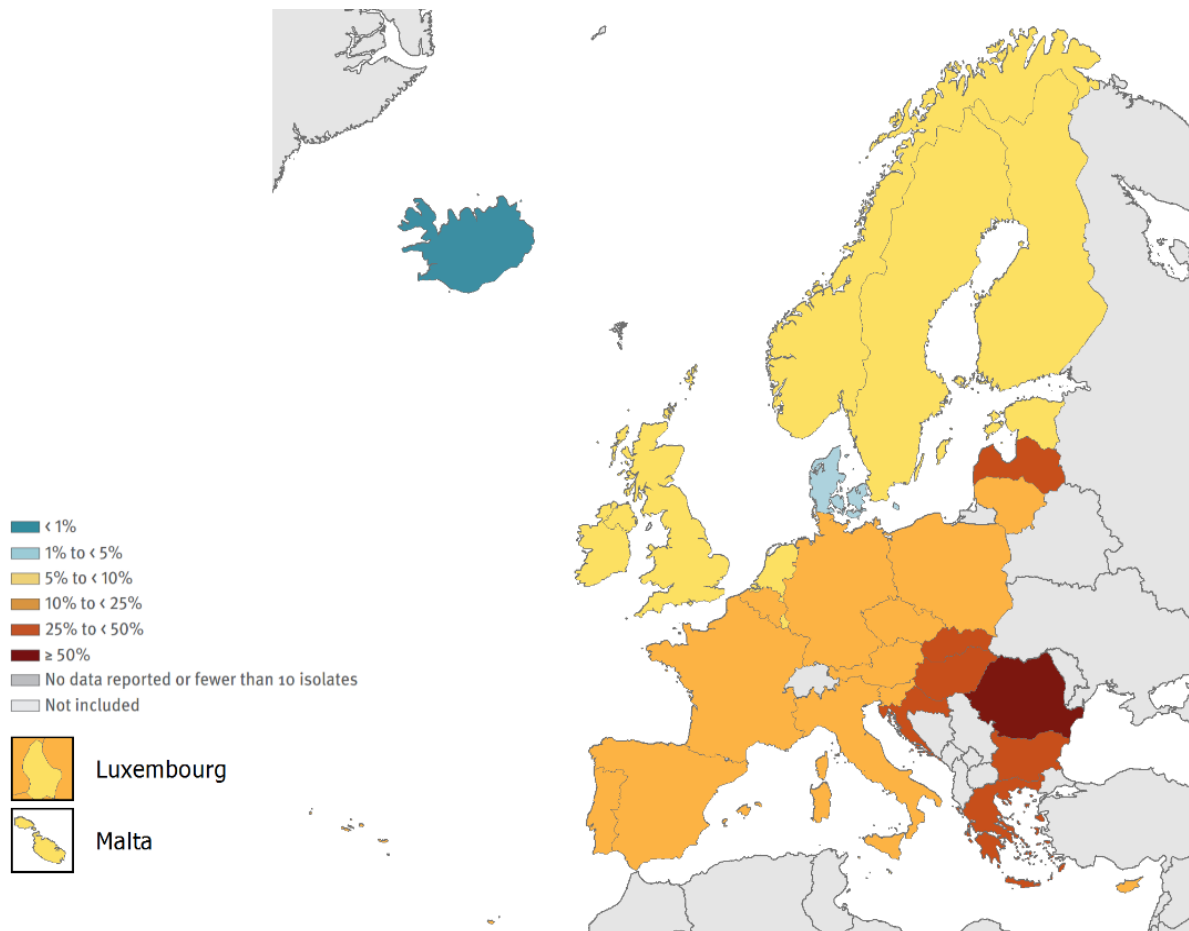 < 1%
1% to < 5%
5% to < 10%
10% to < 25%
25% to < 50%
≥ 50%
No data reported or fewer than 10 isolates
Not included
Luxembourg
Malta